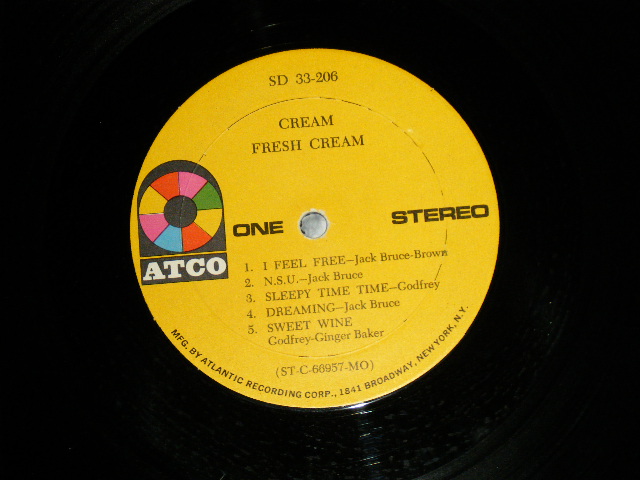 SD 33-206
CREAM
FRESH CREAM
ATCO
ONE
STEREO
1. I FEEL FREE—Jack Bruce-Brown
2. N.S.U.—Jack Bruce
3. SLEEPY TIME TIME—Godfrey
4. DREAMING—Jack Bruce
5. SWEET WINE
Godfrey-Ginger Baker
(ST-C-66957-MO)
MFG. BY ATLANTIC RECORDING CORP., 1841 BROADWAY, NEW YORK, N.Y.